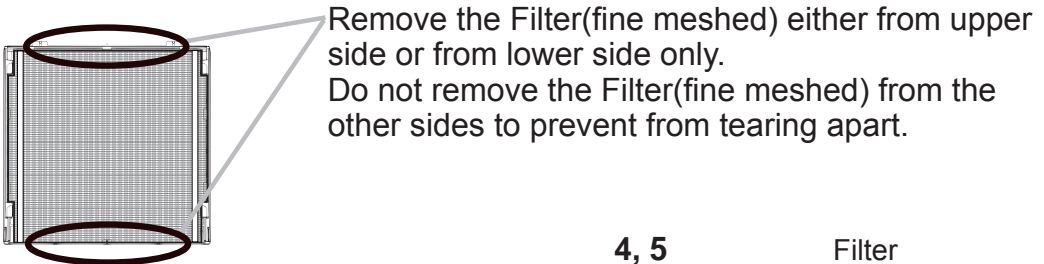 Remove the Filter(fine meshed) either from upper
side or from lower side only.
Do not remove the Filter(fine meshed) from the
other sides to prevent from tearing apart.
4, 5 Filter